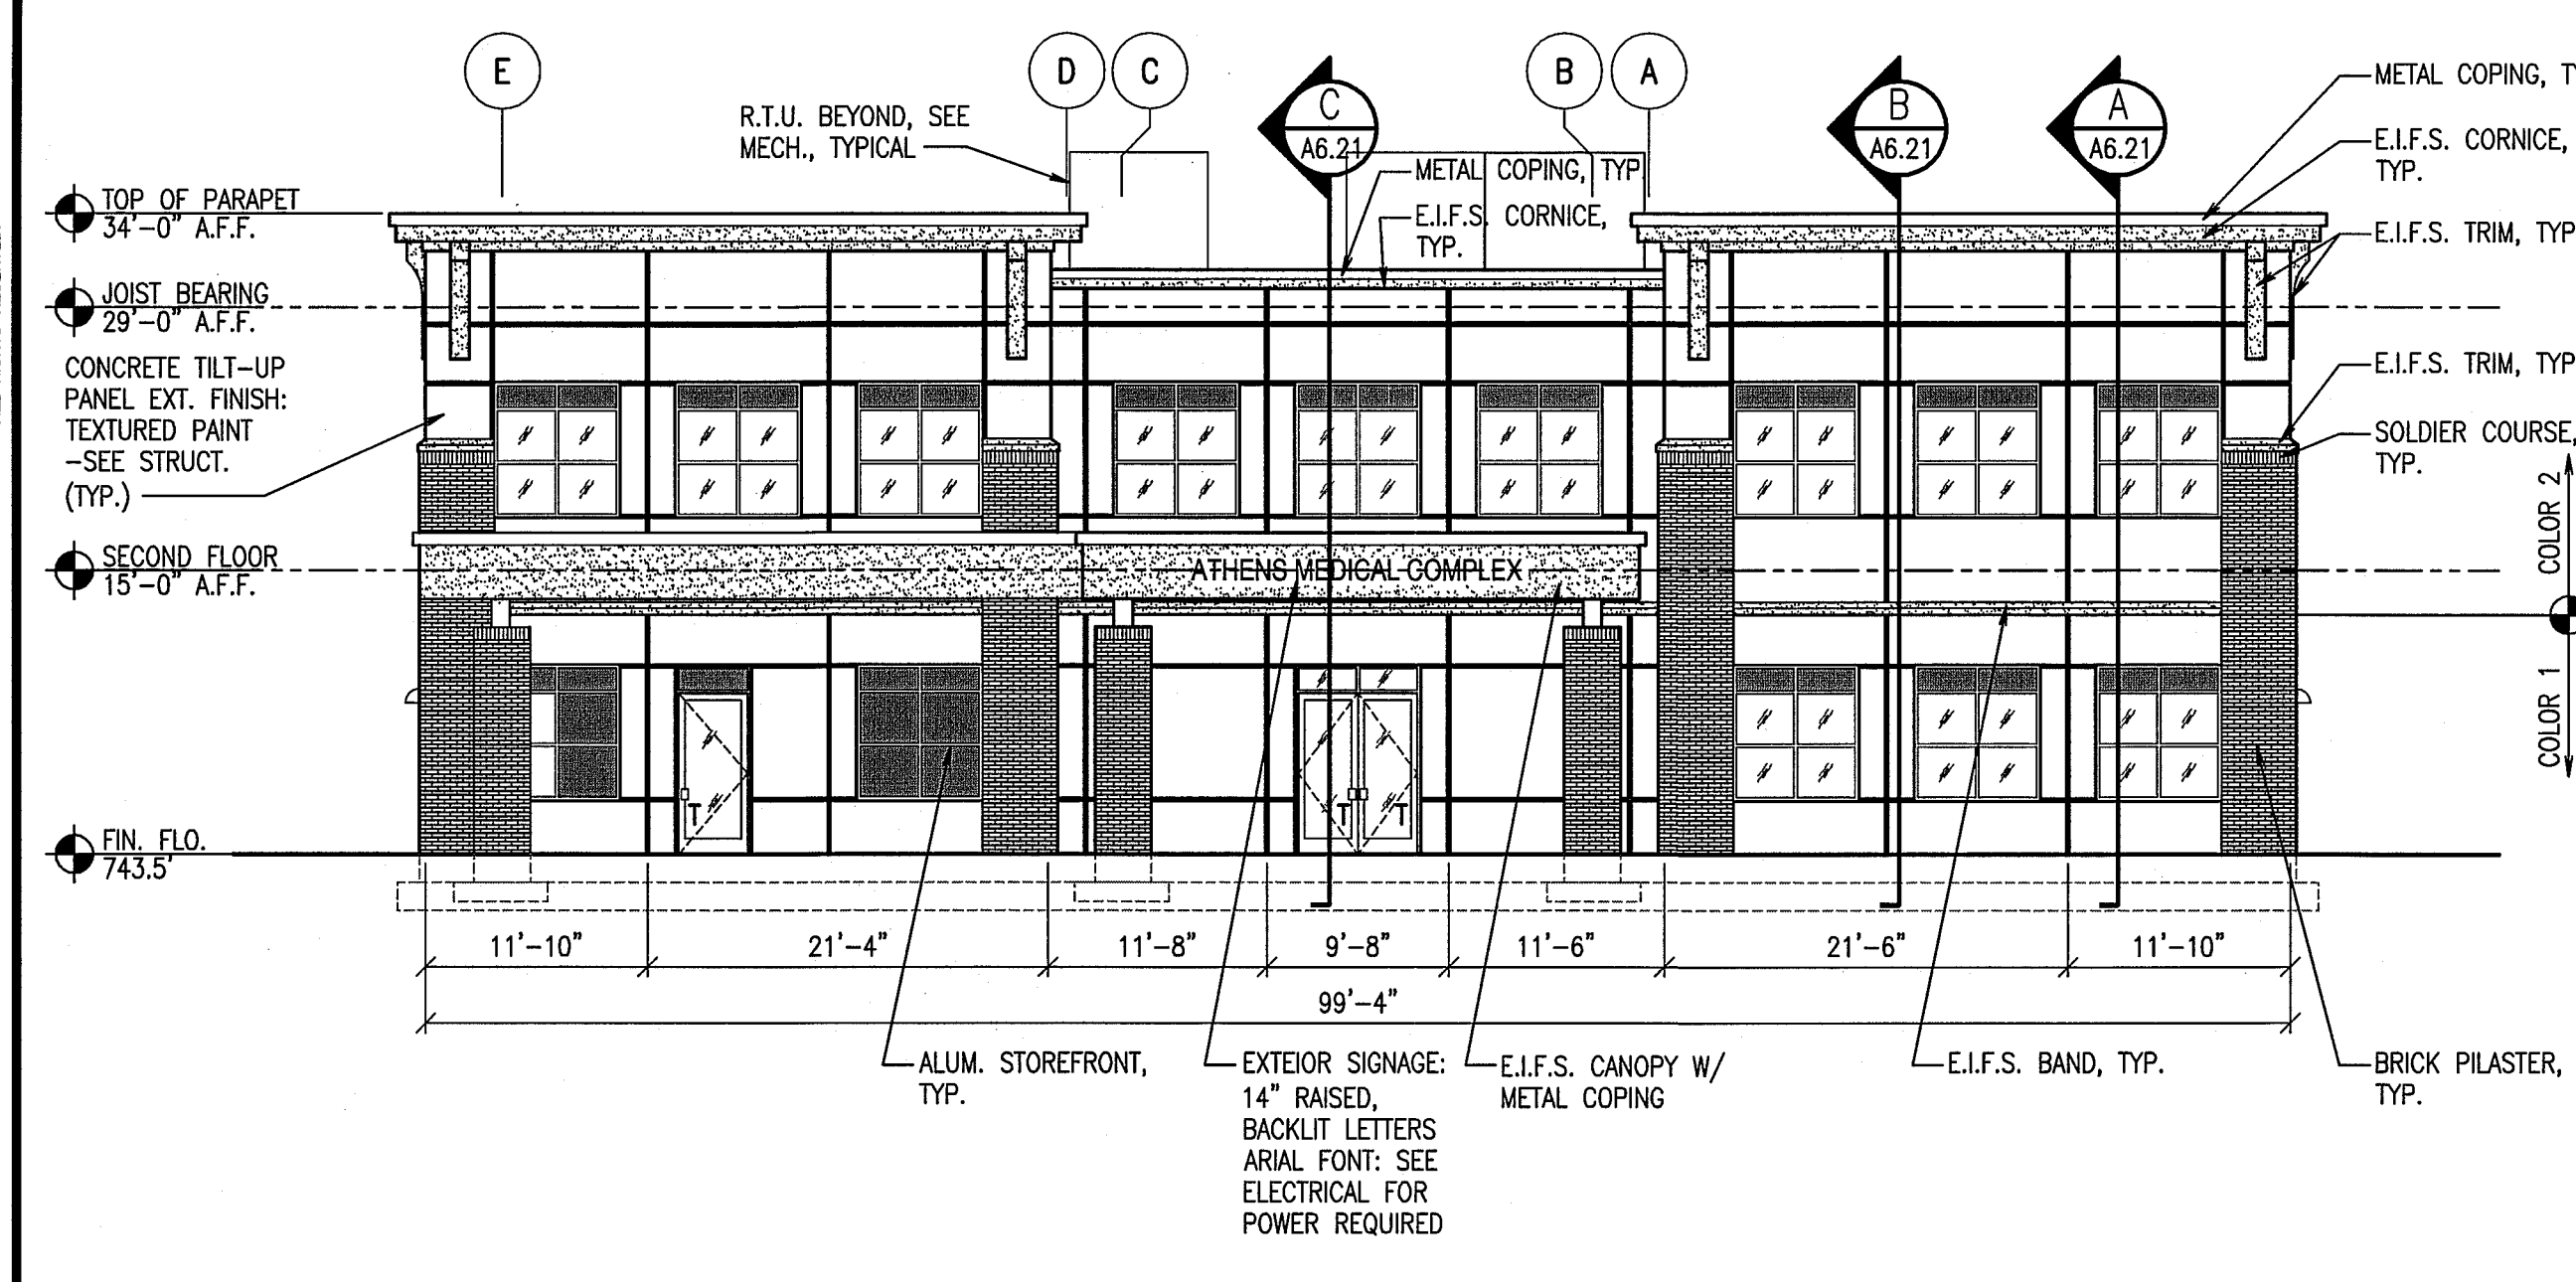 E
D
C
B
A
C
A6.21
B
A6.21
A
A6.21
R.T.U. BEYOND, SEE
MECH., TYPICAL
METAL COPING, TYP
E.I.F.S. CORNICE,
TYP.
METAL COPING, TY
E.I.F.S. CORNICE,
TYP.
E.I.F.S. TRIM, TYP
E.I.F.S. TRIM, TYP
SOLDIER COURSE,
TYP.
COLOR 2
COLOR 1
TOP OF PARAPET
34'-0" A.F.F.
JOIST BEARING
29'-0" A.F.F.
CONCRETE TILT-UP
PANEL EXT. FINISH:
TEXTURED PAINT
-SEE STRUCT.
(TYP.)
SECOND FLOOR
15'-0" A.F.F.
ATHENS MEDICAL COMPLEX
T
T
T
FIN. FLO.
743.5'
11'-10"
21'-4"
11'-8"
9'-8"
11'-6"
21'-6"
11'-10"
99'-4"
ALUM. STOREFRONT,
TYP.
EXTEIOR SIGNAGE:
14" RAISED,
BACKLIT LETTERS
ARIAL FONT: SEE
ELECTRICAL FOR
POWER REQUIRED
E.I.F.S. CANOPY W/
METAL COPING
E.I.F.S. BAND, TYP.
BRICK PILASTER,
TYP.